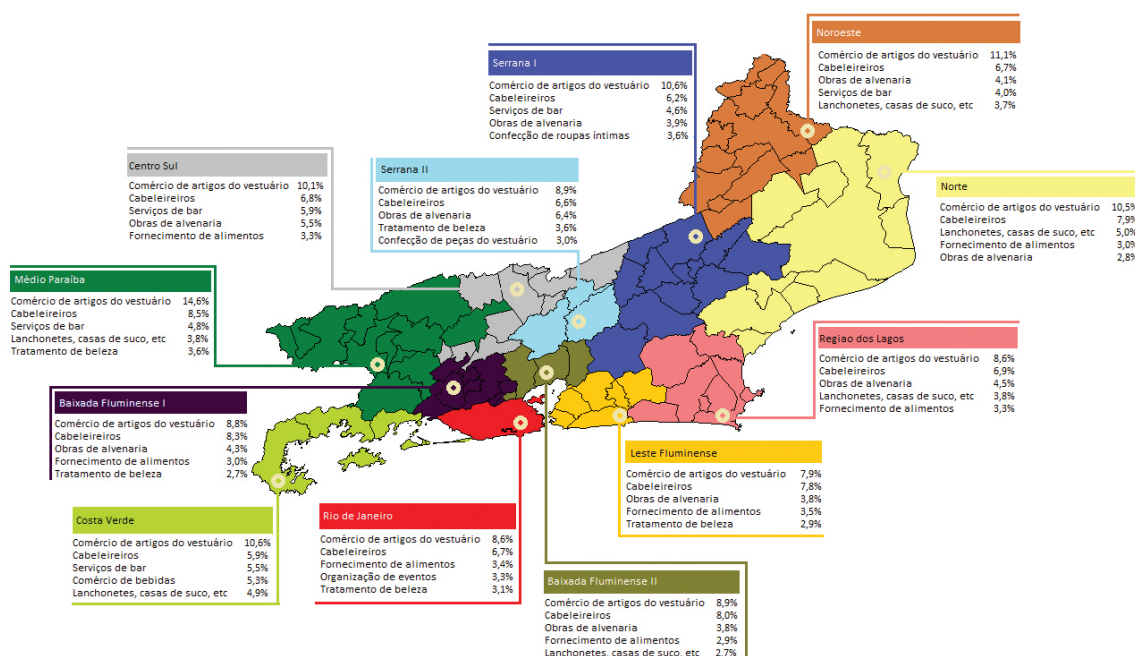 Noroeste
Comércio de artigos do vestuário 11,1%
Cabeleireiros 6,7%
Obras de alvenaria 4,1%
Serviços de bar 4,0%
Lanchonetes, casas de suco, etc 3,7%
Serrana I
Comércio de artigos do vestuário 10,6%
Cabeleireiros 6,2%
Serviços de bar 4,6%
Obras de alvenaria 3,9%
Confecção de roupas íntimas 3,6%
Centro Sul
Comércio de artigos do vestuário 10,1%
Cabeleireiros 6,8%
Serviços de bar 5,9%
Obras de alvenaria 5,5%
Fornecimento de alimentos 3,3%
Serrana II
Comércio de artigos do vestuário 8,9%
Cabeleireiros 6,6%
Obras de alvenaria 6,4%
Tratamento de beleza 3,6%
Confecção de peças do vestuário 3,0%
Norte
Comércio de artigos do vestuário 10,5%
Cabeleireiros 7,9%
Lanchonetes, casas de suco, etc 5,0%
Fornecimento de alimentos 3,0%
Obras de alvenaria 2,8%
Médio Paraíba
Comércio de artigos do vestuário 14,6%
Cabeleireiros 8,5%
Serviços de bar 4,8%
Lanchonetes, casas de suco, etc 3,8%
Tratamento de beleza 3,6%
Regiao dos Lagos
Comércio de artigos do vestuário 8,6%
Cabeleireiros 6,9%
Obras de alvenaria 4,5%
Lanchonetes, casas de suco, etc 3,8%
Fornecimento de alimentos 3,3%
Baixada Fluminense I
Comércio de artigos do vestuário 8,8%
Cabeleireiros 8,3%
Obras de alvenaria 4,3%
Fornecimento de alimentos 3,0%
Tratamento de beleza 2,7%
Leste Fluminense
Comércio de artigos do vestuário 7,9%
Cabeleireiros 7,8%
Obras de alvenaria 3,8%
Fornecimento de alimentos 3,5%
Tratamento de beleza 2,9%
Costa Verde
Comércio de artigos do vestuário 10,6%
Cabeleireiros 5,9%
Serviços de bar 5,5%
Comércio de bebidas 5,3%
Lanchonetes, casas de suco, etc 4,9%
Rio de Janeiro
Comércio de artigos do vestuário 8,6%
Cabeleireiros 6,7%
Fornecimento de alimentos 3,4%
Organização de eventos 3,3%
Tratamento de beleza 3,1%
Baixada Fluminense II
Comércio de artigos do vestuário 8,9%
Cabeleireiros 8,0%
Obras de alvenaria 3,8%
Fornecimento de alimentos 2,9%
Lanchonetes, casas de suco, etc 2,7%